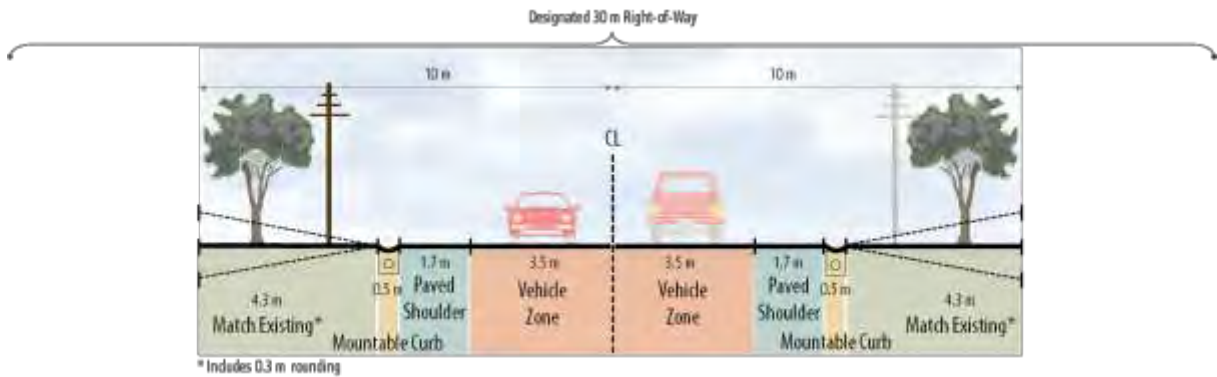 Designated 30 m Right-of-Way
10 m
10 m
CL
1.7 m
Paved
Shoulder
3.5 m
Vehicle
Zone
3.5 m
Vehicle
Zone
1.7 m
Paved
Shoulder
0.5 m
0.5 m
4.3 m
Match Existing*
4.3 m
Match Existing*
Mountable Curb
Mountable Curb
* Includes 0.3 m rounding